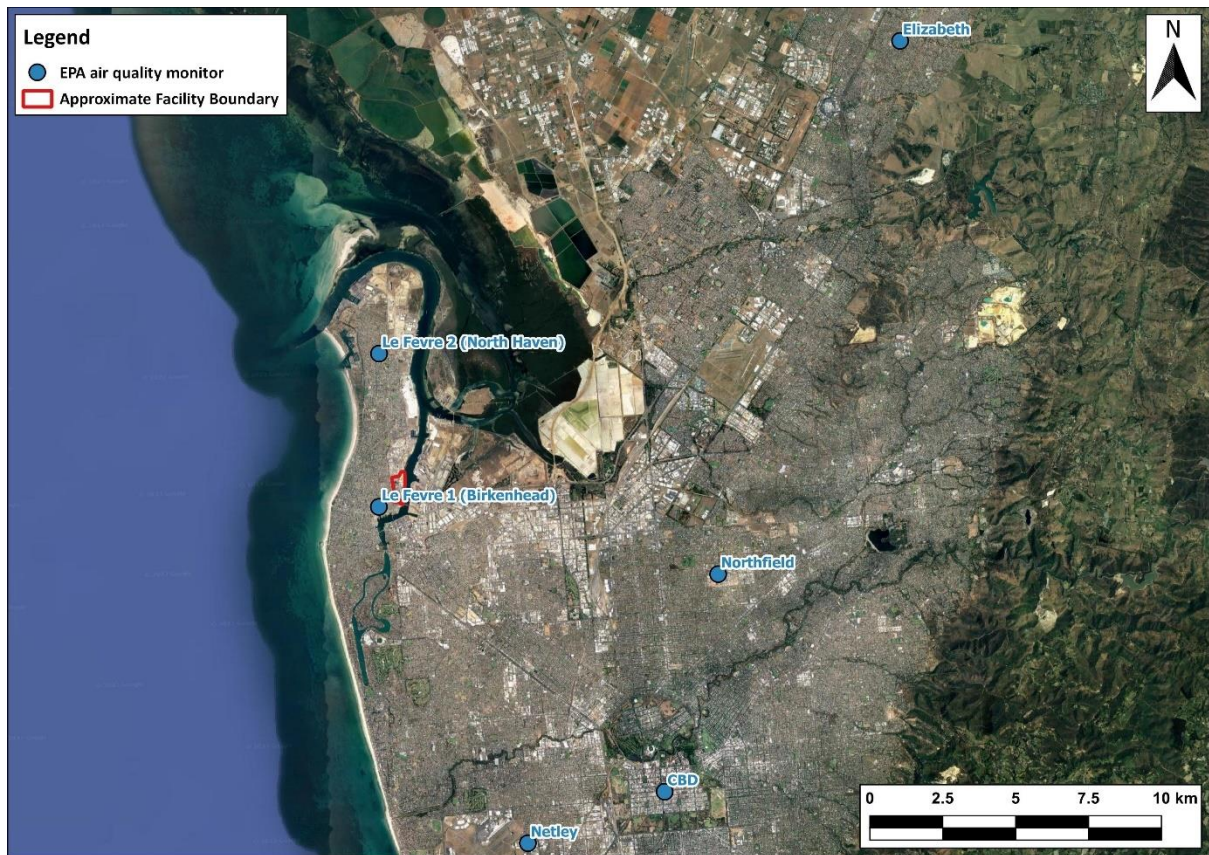 Legend
EPA air quality monitor
Approximate Facility Boundary
N
Elizabeth
Le Fevre 2 (North Haven)
Le Fevre 1 (Birkenhead)
Northfield
CBD
Netley
0 2.5 5 7.5 10 km